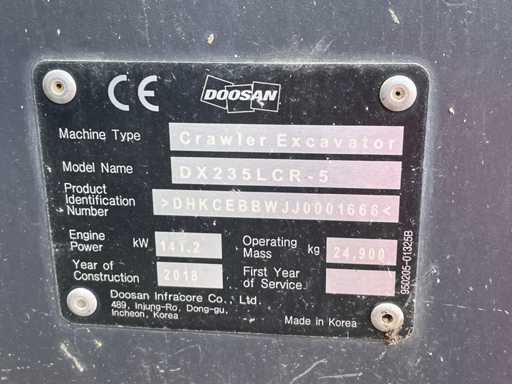 CE DOOSAN
Machine Type Crawler Excavator
Model Name DX235LCR-5
Product
Identification
Number >DHKCEBBWJJ0001666<
Engine
Power kW 141.2
Operating
Mass kg 24,900
Year of
Construction 2018
First Year
of Service
Doosan Infracore Co., Ltd.
489, Injung-Ro, Dong-gu,
Incheon, Korea
Made in Korea
950205-01325B